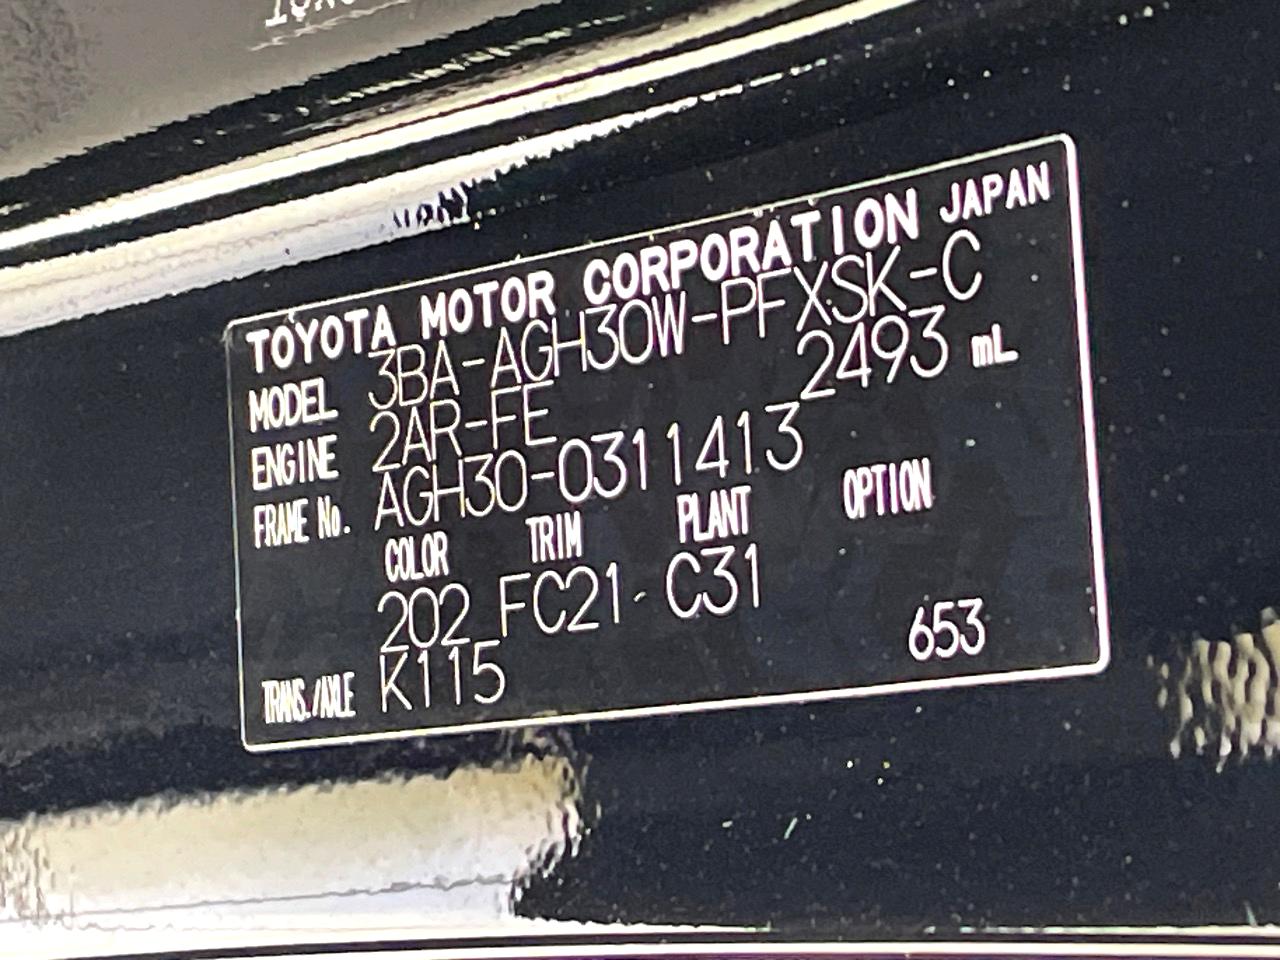 TOYOTA MOTOR CORPORATION JAPAN
MODEL 3BA-AGH30W-PFXSK-C
ENGINE 2AR-FE 2493 mL
FRAME No. AGH30-0311413
COLOR TRIM PLANT OPTION
202 FC21 C31
TRANS./AXLE K115 653